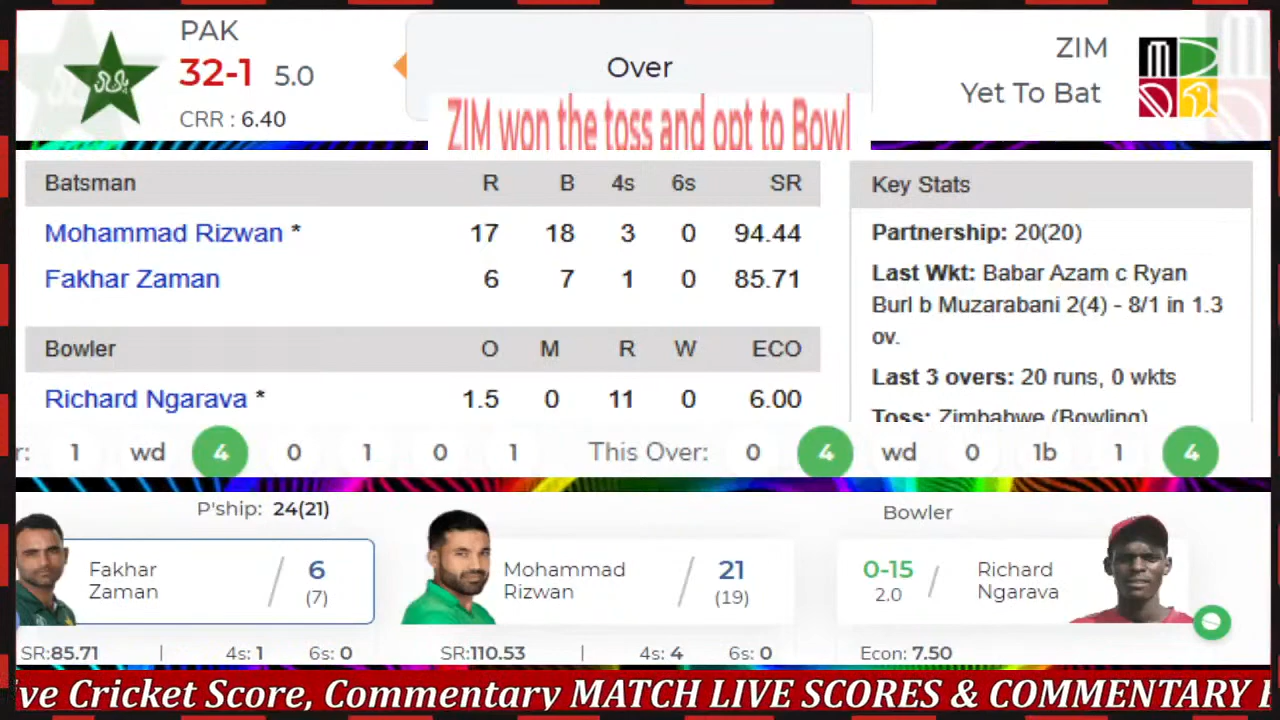 PAK
32-1 5.0
CRR : 6.40
Over
ZIM won the toss and opt to Bowl
ZIM
Yet To Bat
Batsman R B 4s 6s SR
Mohammad Rizwan * 17 18 3 0 94.44
Fakhar Zaman 6 7 1 0 85.71
Bowler O M R W ECO
Richard Ngarava * 1.5 0 11 0 6.00
Key Stats
Partnership: 20(20)
Last Wkt: Babar Azam c Ryan
Burl b Muzarabani 2(4) - 8/1 in 1.3
ov.
Last 3 overs: 20 runs, 0 wkts
Toss: Zimbabwe (Bowling)
r: 1 wd 4 0 1 0 1 This Over: 0 4 wd 0 1b 1 4
P'ship: 24(21)
Fakhar
Zaman
/ 6
(7)
SR:85.71 | 4s: 1 6s: 0
Mohammad
Rizwan
/ 21
(19)
SR:110.53 | 4s: 4 6s: 0
Bowler
0-15
2.0
/ Richard
Ngarava
Econ: 7.50
ve Cricket Score, Commentary MATCH LIVE SCORES & COMMENTARY